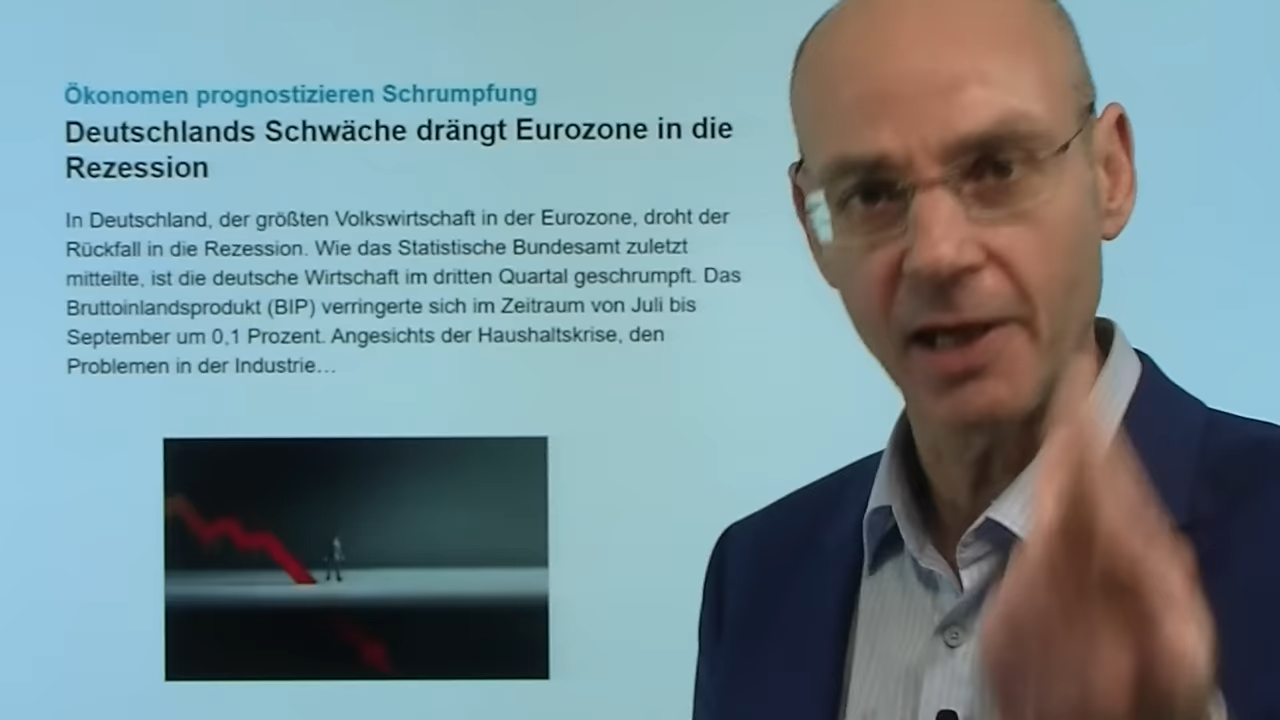 Ökonomen prognostizieren Schrumpfung
Deutschlands Schwäche drängt Eurozone in die
Rezession
In Deutschland, der größten Volkswirtschaft in der Eurozone, droht der
Rückfall in die Rezession. Wie das Statistische Bundesamt zuletzt
mitteilte, ist die deutsche Wirtschaft im dritten Quartal geschrumpft. Das
Bruttoinlandsprodukt (BIP) verringerte sich im Zeitraum von Juli bis
September um 0,1 Prozent. Angesichts der Haushaltskrise, den
Problemen in der Industrie…